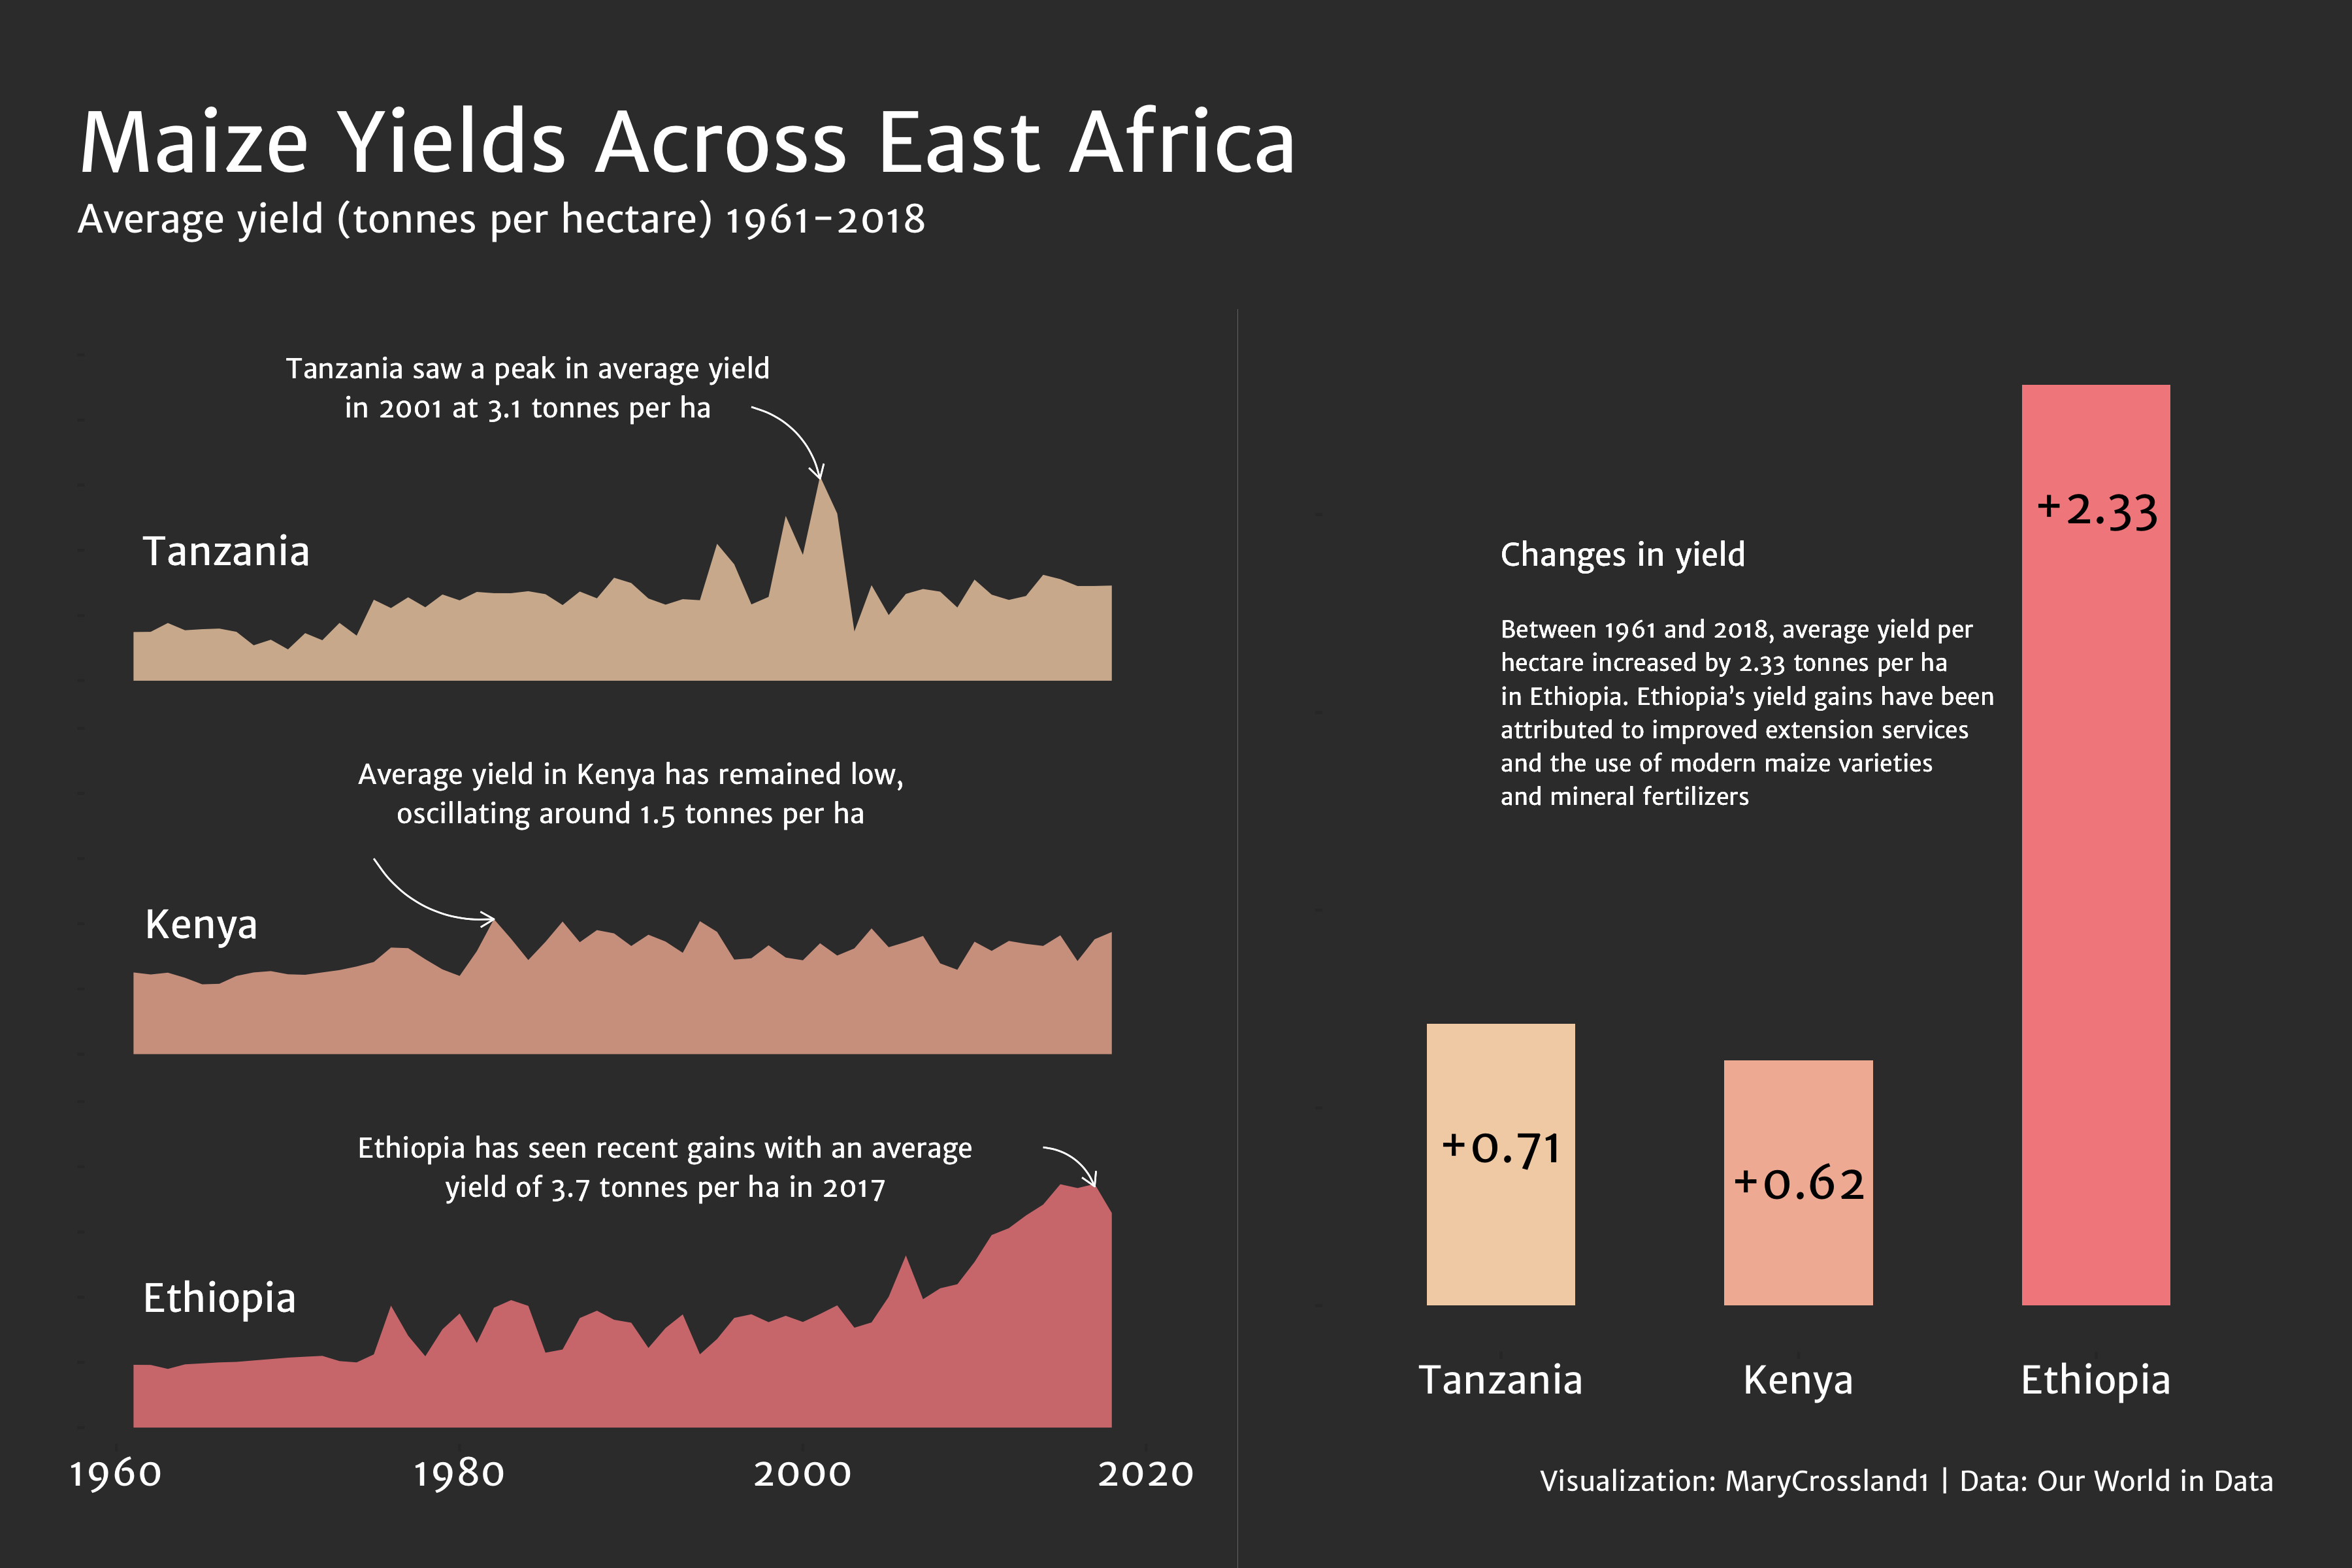 Maize Yields Across East Africa
Average yield (tonnes per hectare) 1961-2018
Tanzania saw a peak in average yield
in 2001 at 3.1 tonnes per ha
Tanzania
Average yield in Kenya has remained low,
oscillating around 1.5 tonnes per ha
Kenya
Ethiopia has seen recent gains with an average
yield of 3.7 tonnes per ha in 2017
Ethiopia
1960
1980
2000
2020
Changes in yield
Between 1961 and 2018, average yield per
hectare increased by 2.33 tonnes per ha
in Ethiopia. Ethiopia’s yield gains have been
attributed to improved extension services
and the use of modern maize varieties
and mineral fertilizers
+0.71
+0.62
+2.33
Tanzania
Kenya
Ethiopia
Visualization: MaryCrossland1 | Data: Our World in Data